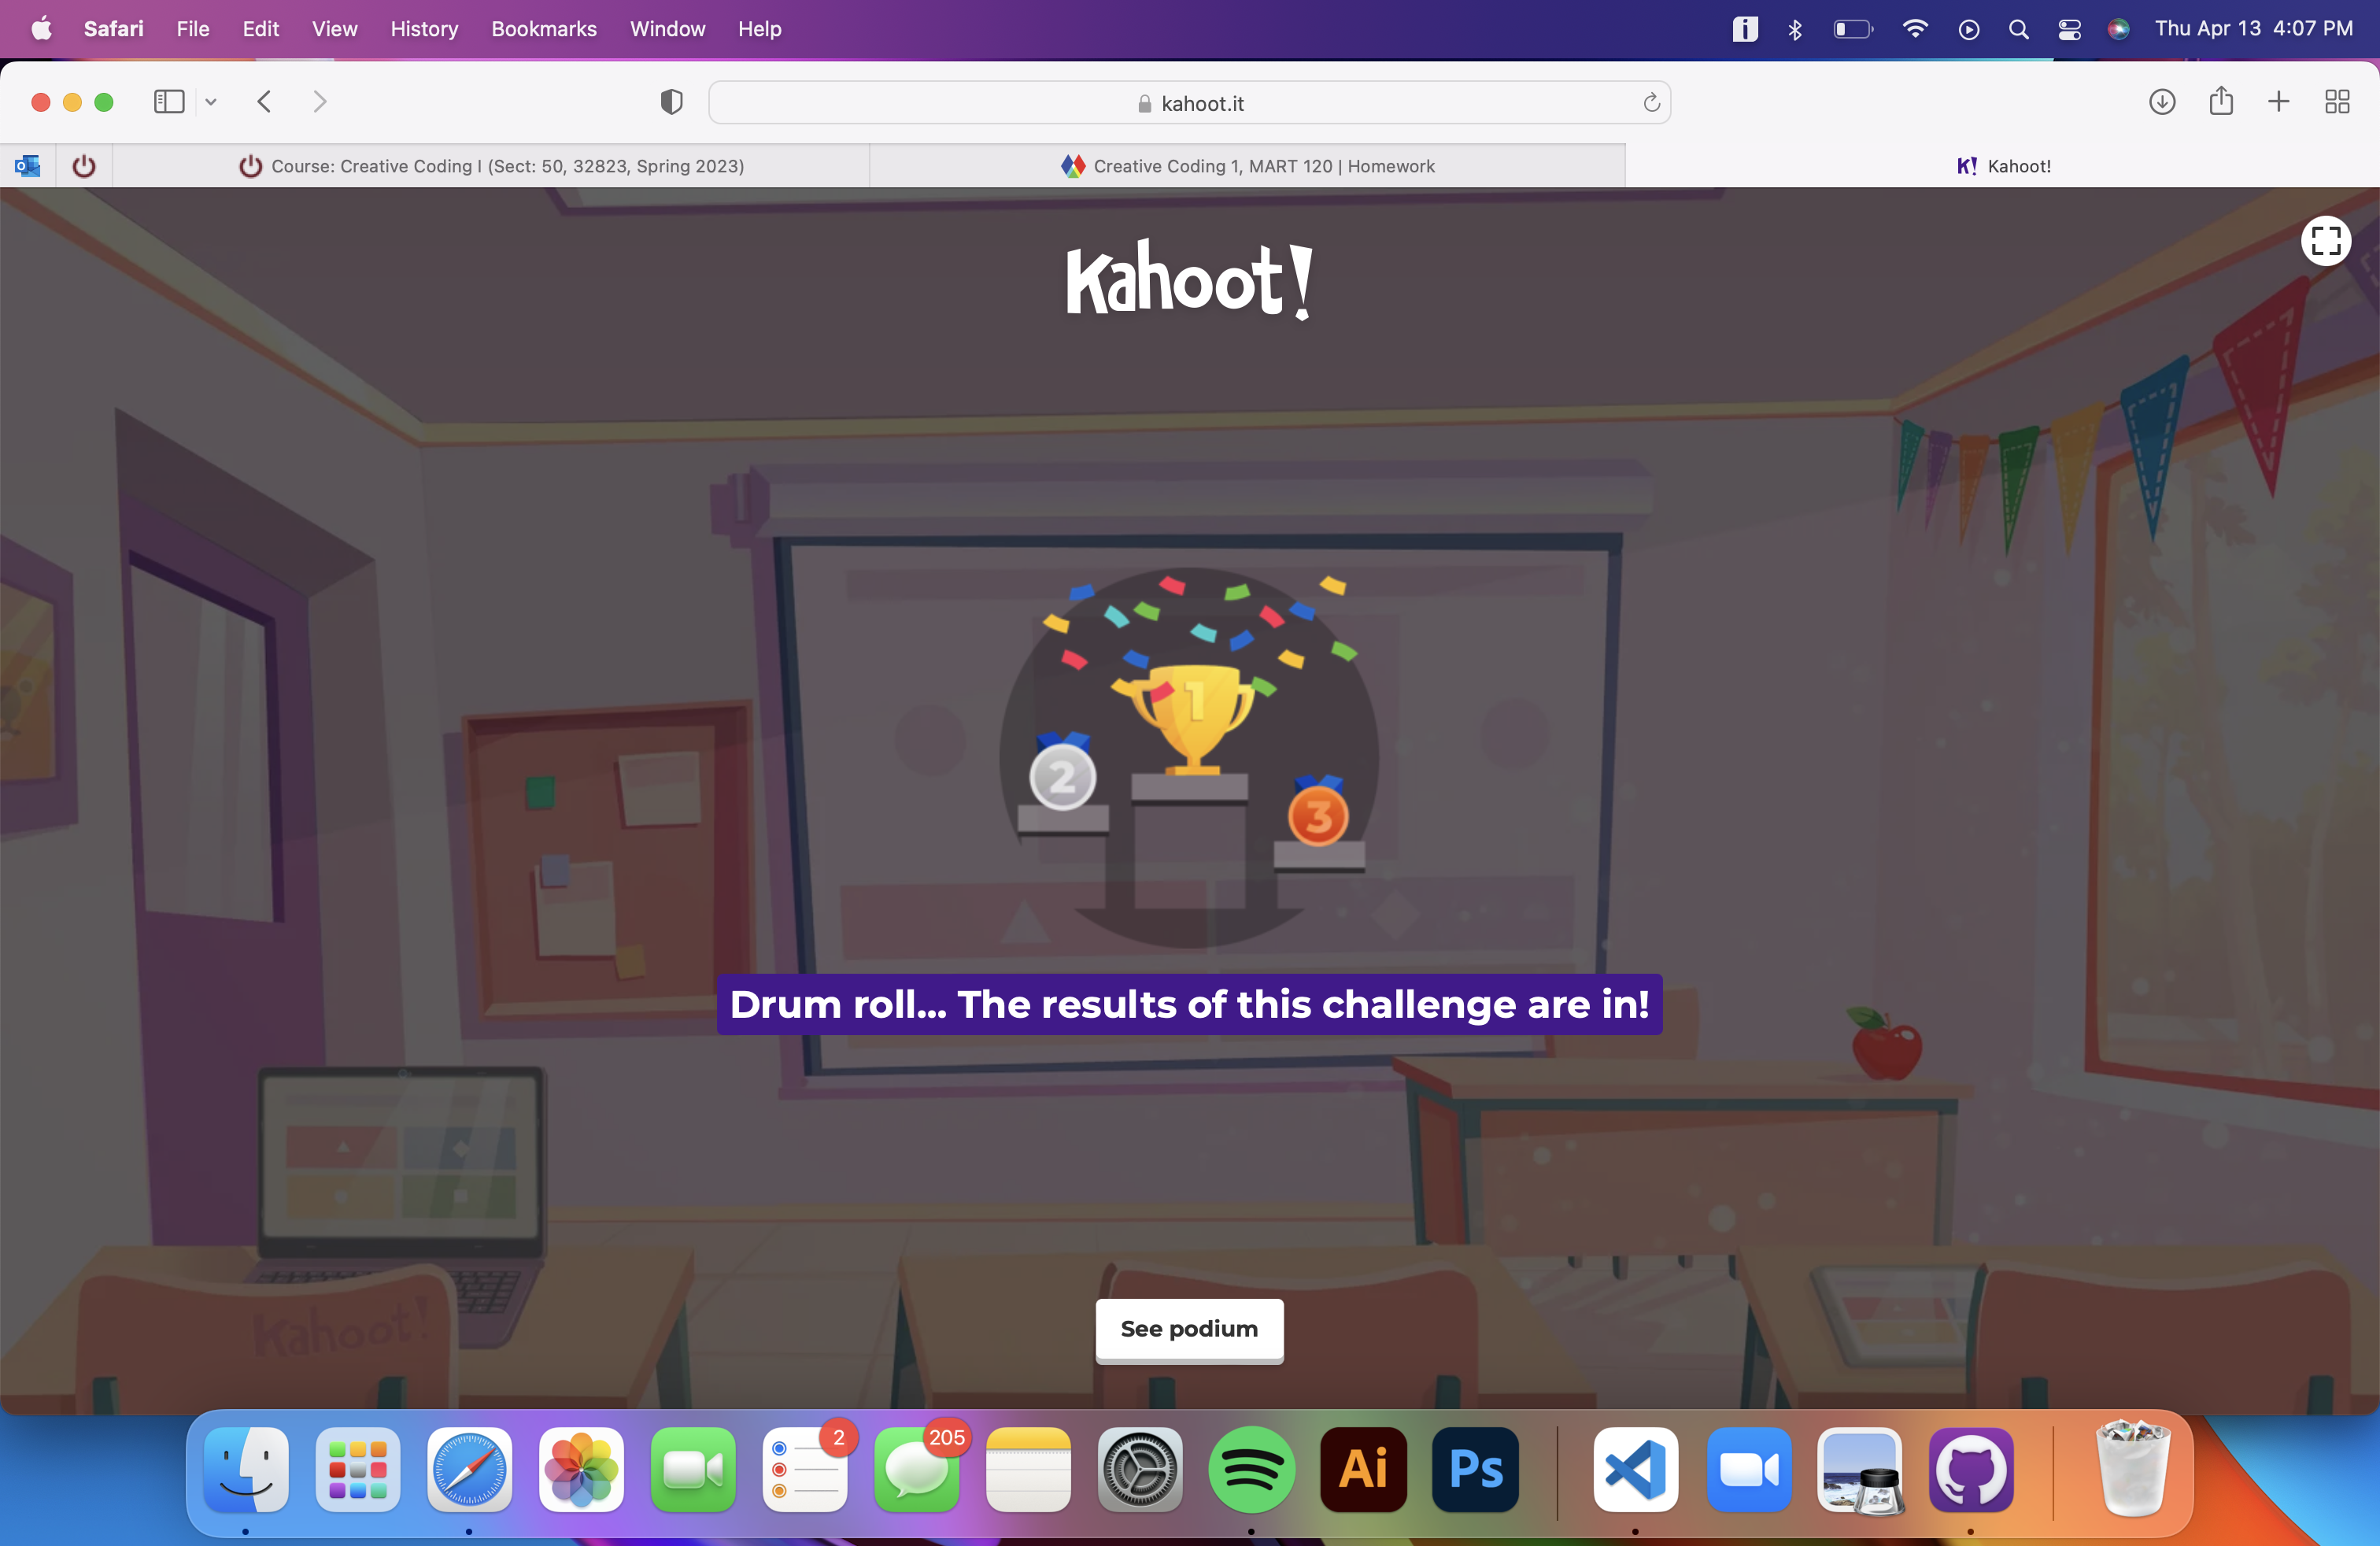 Safari File Edit View History Bookmarks Window Help Thu Apr 13 4:07 PM
kahoot.it
Course: Creative Coding I (Sect: 50, 32823, Spring 2023) Creative Coding 1, MART 120 | Homework K! Kahoot!
Kahoot!
1
2
3
Drum roll... The results of this challenge are in!
Kahoot!
See podium
2
205
Ai
Ps